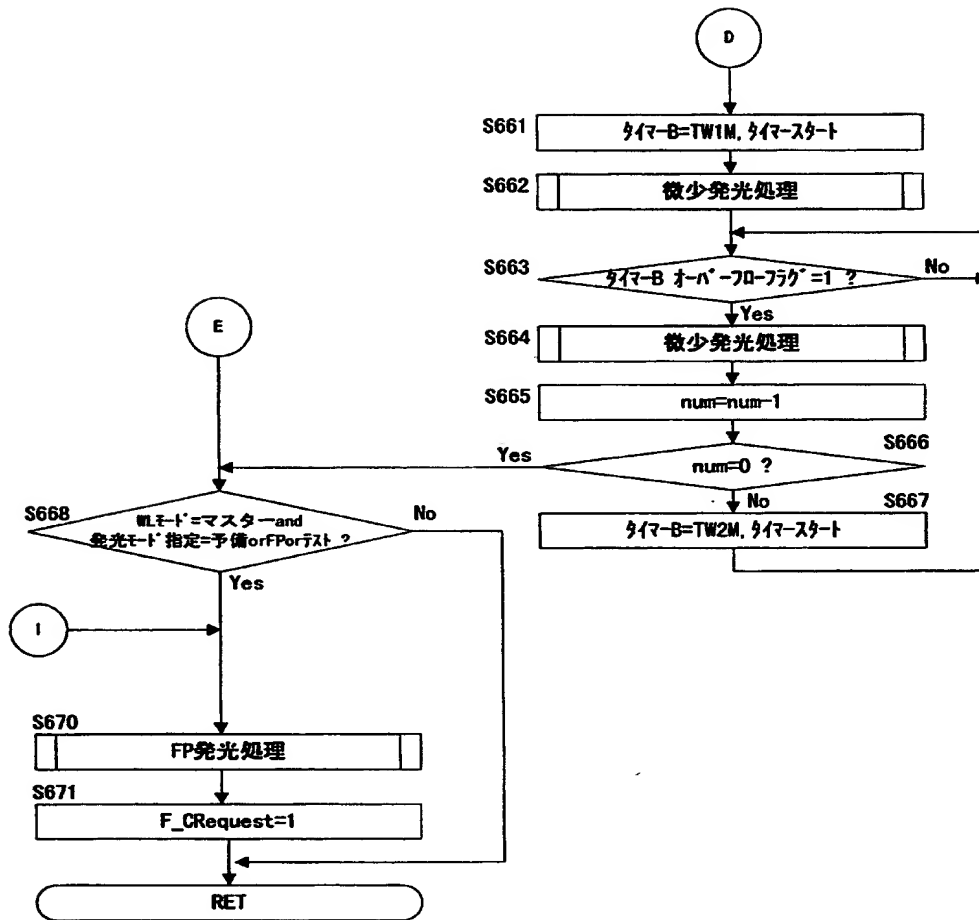 D
S661
タイマーB=TW1M, タイマースタート
S662
微少発光処理
S663
タイマーB オーバーフローフラグ=1 ?
No
Yes
S664
微少発光処理
S665
num=num-1
S666
num=0 ?
Yes
No
S667
タイマーB=TW2M, タイマースタート
E
S668
WLモード=マスターand
発光モード指定=予備orFPorテスト ?
No
Yes
I
S670
FP発光処理
S671
F_CRequest=1
RET